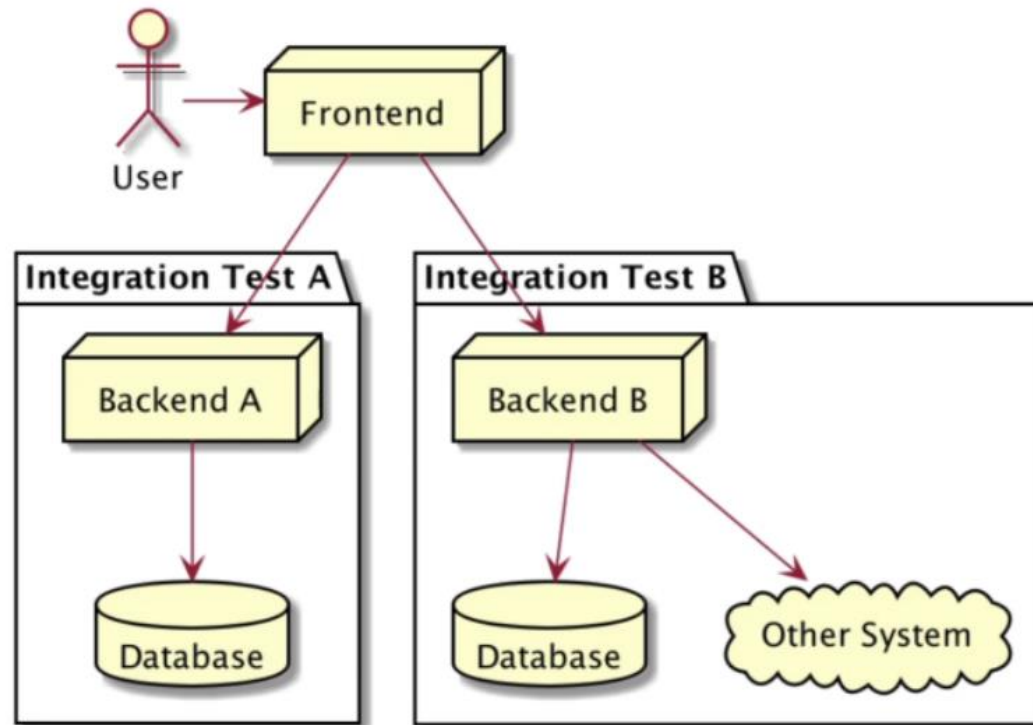 Frontend
User
Integration Test A
Integration Test B
Backend A
Backend B
Database
Database
Other System